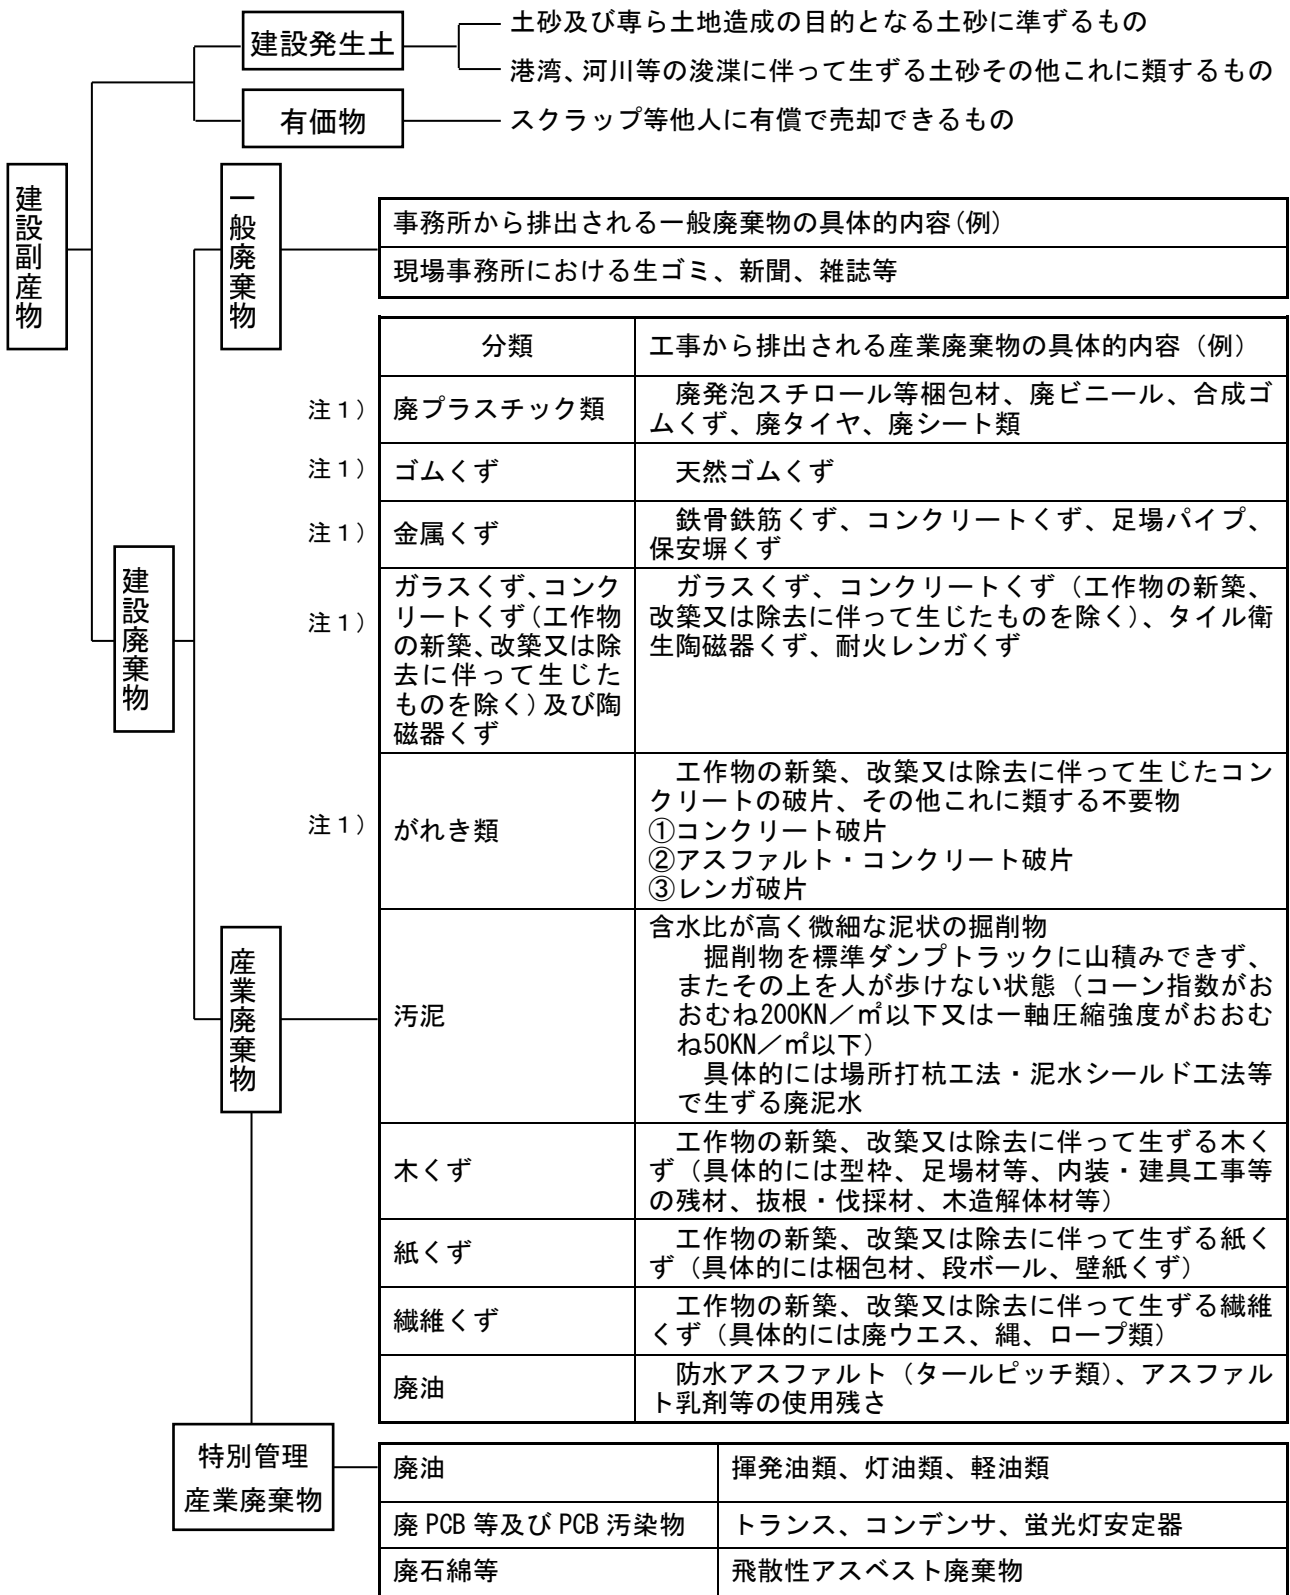 建設発生土
土砂及び専ら土地造成の目的となる土砂に準ずるもの
港湾、河川等の浚渫に伴って生ずる土砂その他これに類するもの
有価物
スクラップ等他人に有償で売却できるもの
建設副産物
一般廃棄物
事務所から排出される一般廃棄物の具体的内容(例)
現場事務所における生ゴミ、新聞、雑誌等
建設廃棄物
分類
工事から排出される産業廃棄物の具体的内容（例）
注１）
廃プラスチック類
廃発泡スチロール等梱包材、廃ビニール、合成ゴ
ムくず、廃タイヤ、廃シート類
注１）
ゴムくず
天然ゴムくず
注１）
金属くず
鉄骨鉄筋くず、コンクリートくず、足場パイプ、
保安塀くず
注１）
ガラスくず、コンク
リートくず（工作物
の新築、改築又は除
去に伴って生じた
ものを除く）及び陶
磁器くず
ガラスくず、コンクリートくず（工作物の新築、
改築又は除去に伴って生じたものを除く）、タイル衛
生陶磁器くず、耐火レンガくず
注１）
がれき類
工作物の新築、改築又は除去に伴って生じたコン
クリートの破片、その他これに類する不要物
①コンクリート破片
②アスファルト・コンクリート破片
③レンガ破片
産業廃棄物
汚泥
含水比が高く微細な泥状の掘削物
掘削物を標準ダンプトラックに山積みできず、
またその上を人が歩けない状態（コーン指数がお
おむね200KN／㎡以下又は一軸圧縮強度がおおむ
ね50KN／㎡以下）
具体的には場所打杭工法・泥水シールド工法等
で生ずる廃泥水
木くず
工作物の新築、改築又は除去に伴って生ずる木く
ず（具体的には型枠、足場材等、内装・建具工事等
の残材、抜根・伐採材、木造解体材等）
紙くず
工作物の新築、改築又は除去に伴って生ずる紙く
ず（具体的には梱包材、段ボール、壁紙くず）
繊維くず
工作物の新築、改築又は除去に伴って生ずる繊維
くず（具体的には廃ウエス、縄、ロープ類）
廃油
防水アスファルト（タールピッチ類）、アスファル
ト乳剤等の使用残さ
特別管理
産業廃棄物
廃油
揮発油類、灯油類、軽油類
廃 PCB 等及び PCB 汚染物
トランス、コンデンサ、蛍光灯安定器
廃石綿等
飛散性アスベスト廃棄物